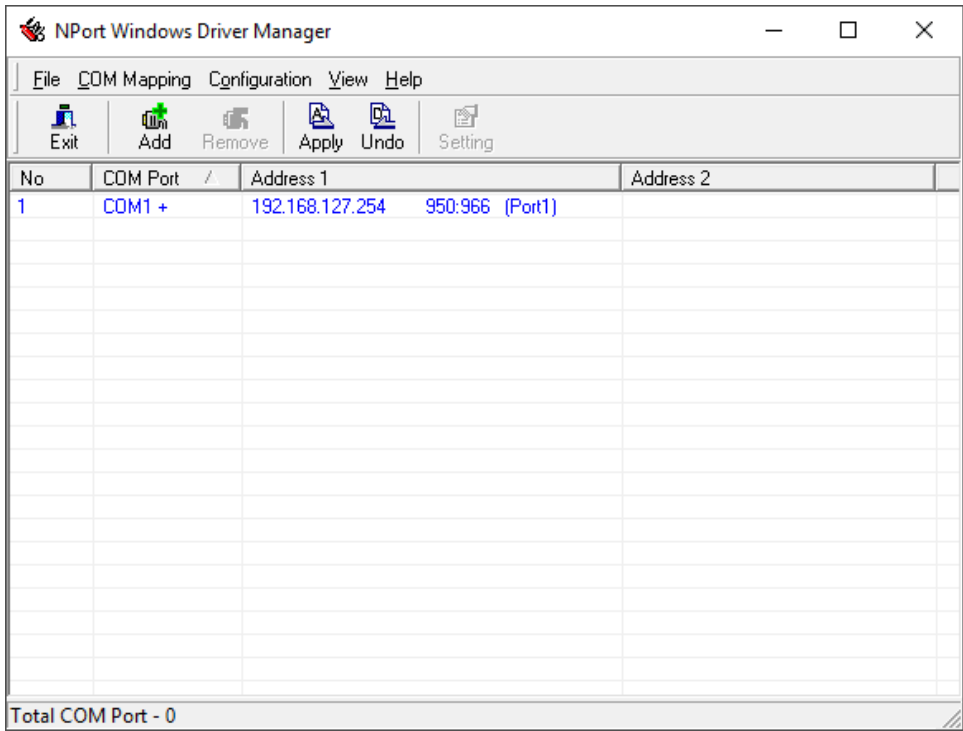 NPort Windows Driver Manager
File COM Mapping Configuration View Help
Exit Add Remove Apply Undo Setting
No COM Port Address 1 Address 2
1 COM1 + 192.168.127.254 950:966 (Port1)
Total COM Port - 0